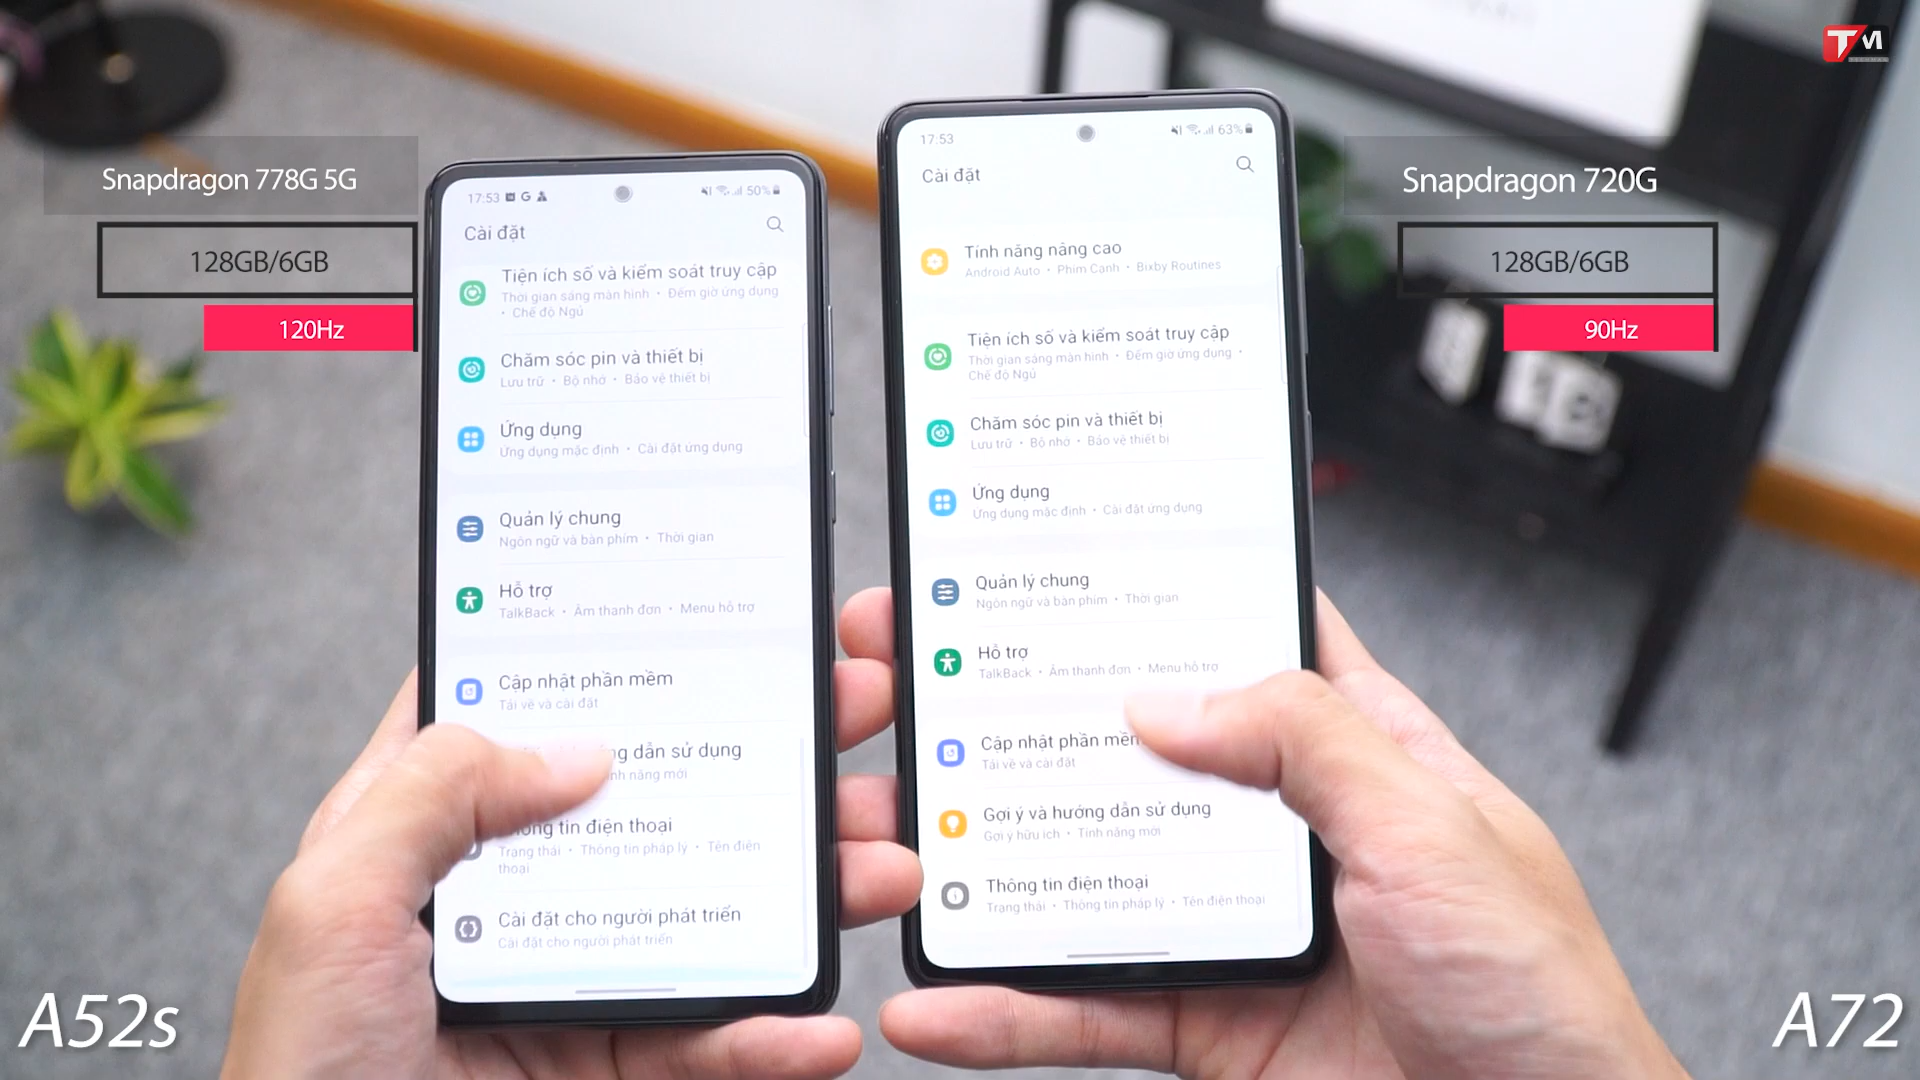 TM
Snapdragon 778G 5G
128GB/6GB
120Hz
Snapdragon 720G
128GB/6GB
90Hz
17:53
50%
Cài đặt
Tiện ích số và kiểm soát truy cập
Thời gian sáng màn hình • Đếm giờ ứng dụng
• Chế độ Ngủ
Chăm sóc pin và thiết bị
Lưu trữ • Bộ nhớ • Bảo vệ thiết bị
Ứng dụng
Ứng dụng mặc định • Cài đặt ứng dụng
Quản lý chung
Ngôn ngữ và bàn phím • Thời gian
Hỗ trợ
TalkBack • Âm thanh đơn • Menu hỗ trợ
Cập nhật phần mềm
Tải về và cài đặt
dẫn sử dụng
năng mới
tin điện thoại
Trạng thái • Thông tin pháp lý • Tên điện
thoại
Cài đặt cho người phát triển
Cài đặt cho người phát triển
17:53
63%
Cài đặt
Tính năng nâng cao
Android Auto • Phím Cạnh • Bixby Routines
Tiện ích số và kiểm soát truy cập
Thời gian sáng màn hình • Đếm giờ ứng dụng •
Chế độ Ngủ
Chăm sóc pin và thiết bị
Lưu trữ • Bộ nhớ • Bảo vệ thiết bị
Ứng dụng
Ứng dụng mặc định • Cài đặt ứng dụng
Quản lý chung
Ngôn ngữ và bàn phím • Thời gian
Hỗ trợ
TalkBack • Âm thanh đơn • Menu hỗ trợ
Cập nhật phần mềm
Tải về và cài đặt
Gợi ý và hướng dẫn sử dụng
Gợi ý hữu ích • Tính năng mới
Thông tin điện thoại
Trạng thái • Thông tin pháp lý • Tên điện thoại
A52s
A72